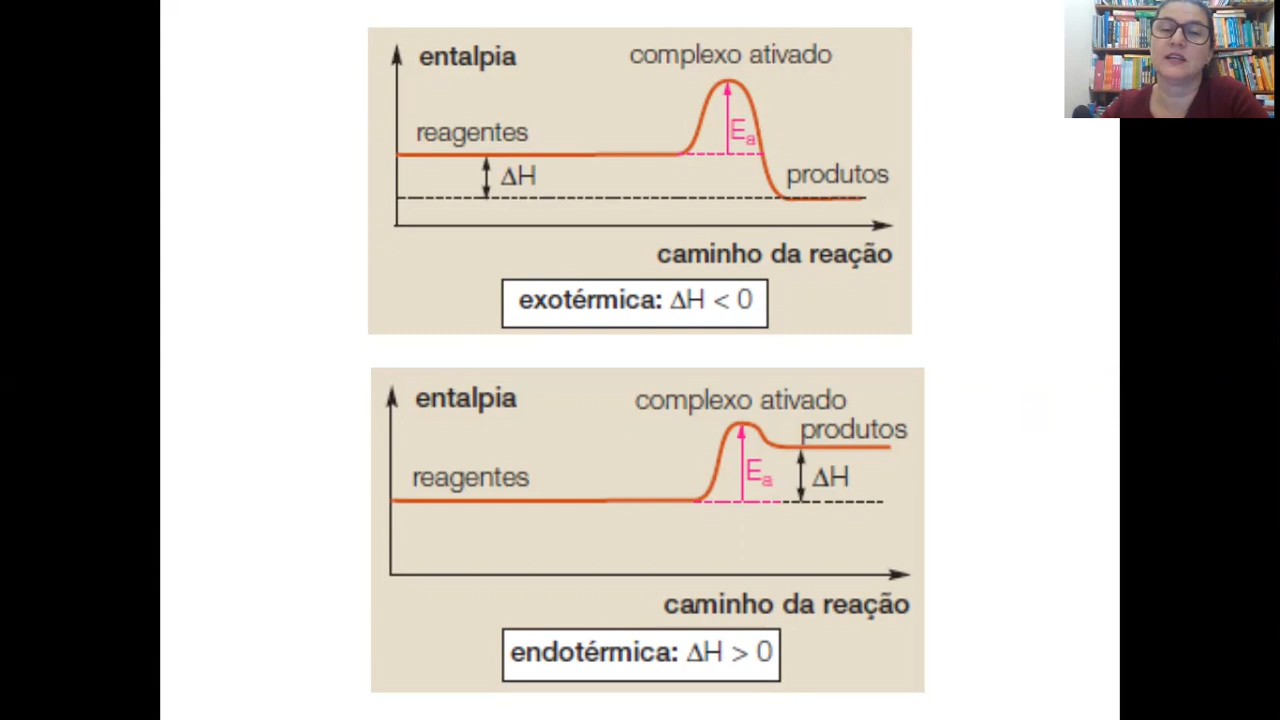 entalpia
complexo ativado
reagentes
Ea
ΔH
produtos
caminho da reação
exotérmica: ΔH < 0
entalpia
complexo ativado
produtos
reagentes
Ea
ΔH
caminho da reação
endotérmica: ΔH > 0